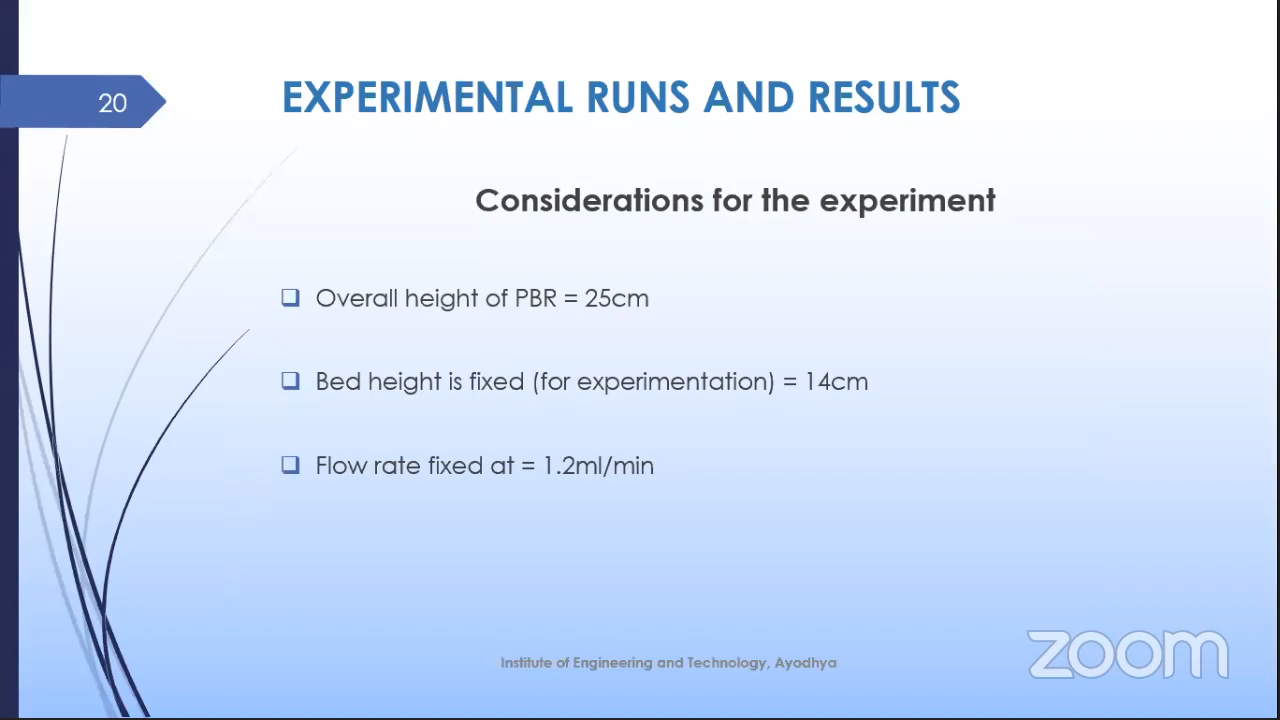 20
EXPERIMENTAL RUNS AND RESULTS
Considerations for the experiment
Overall height of PBR = 25cm
Bed height is fixed (for experimentation) = 14cm
Flow rate fixed at = 1.2ml/min
Institute of Engineering and Technology, Ayodhya
zoom